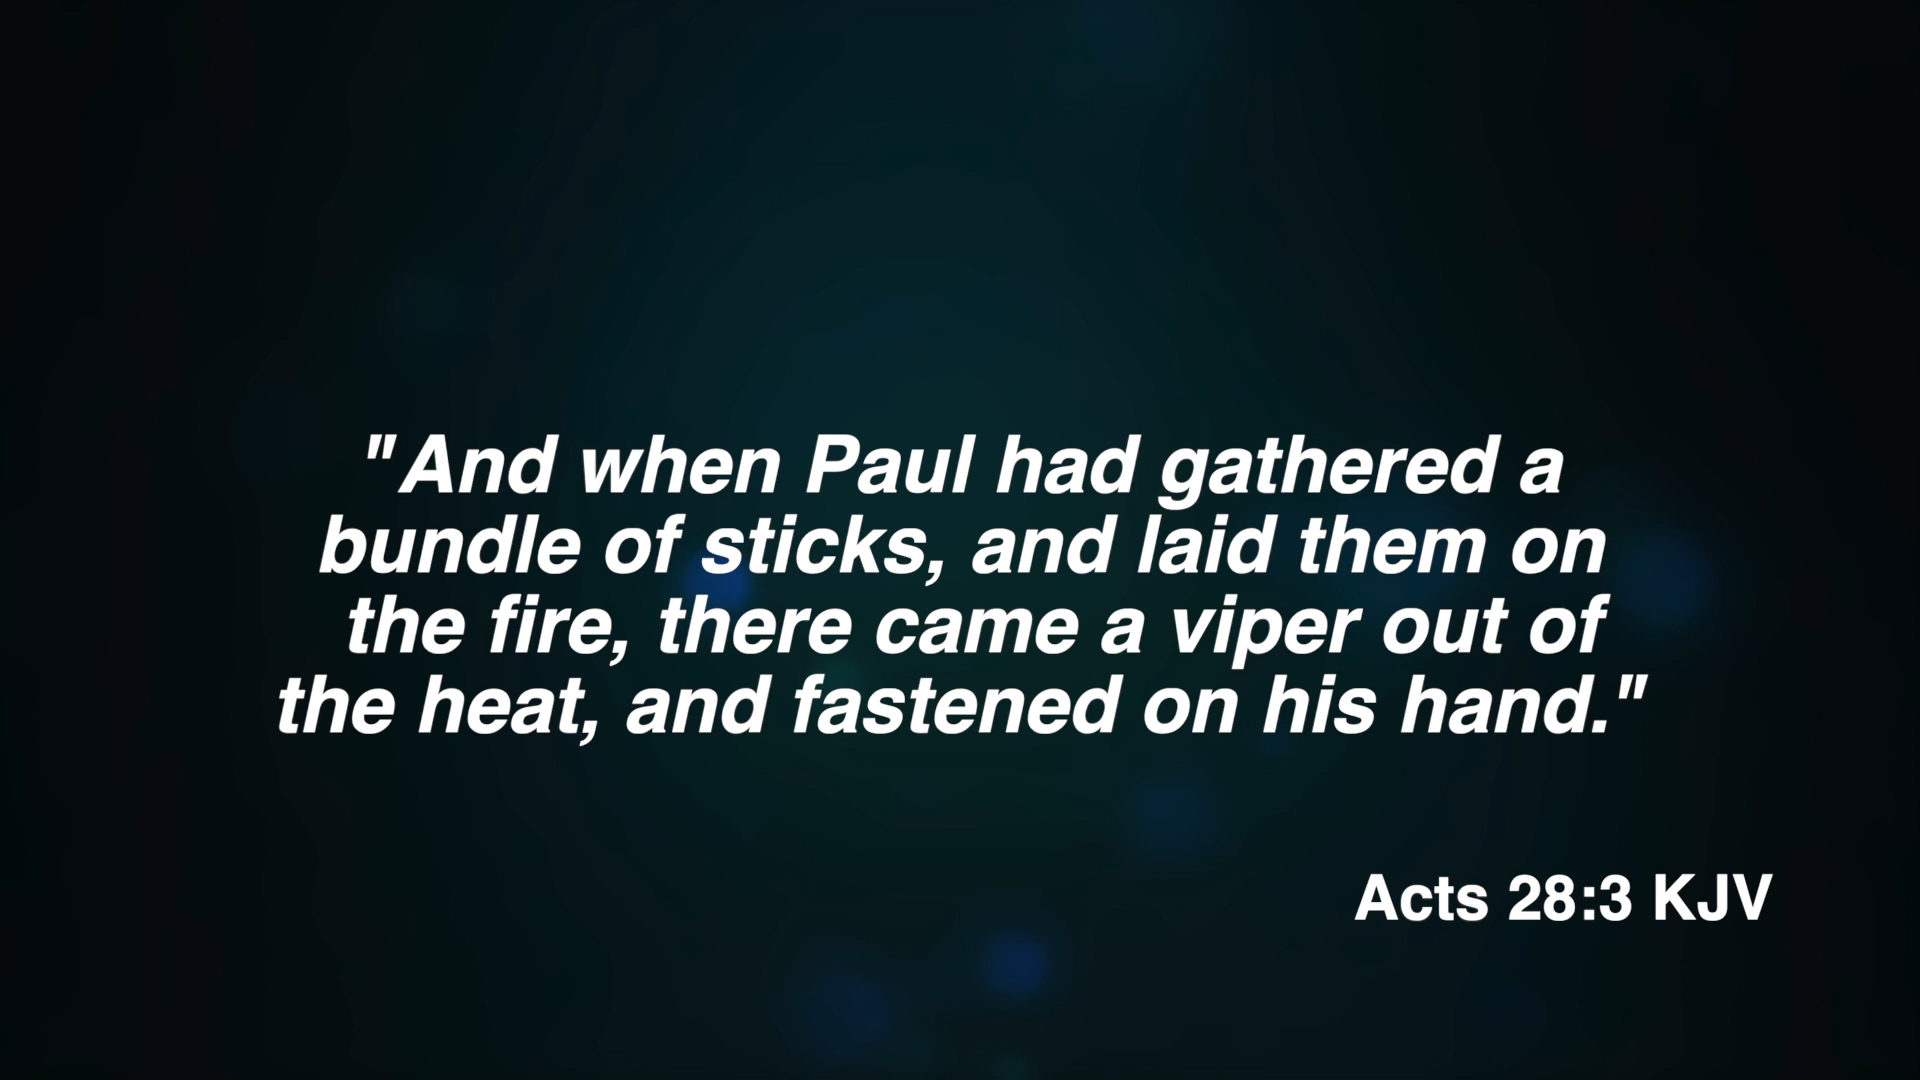 "And when Paul had gathered a
bundle of sticks, and laid them on
the fire, there came a viper out of
the heat, and fastened on his hand."
Acts 28:3 KJV